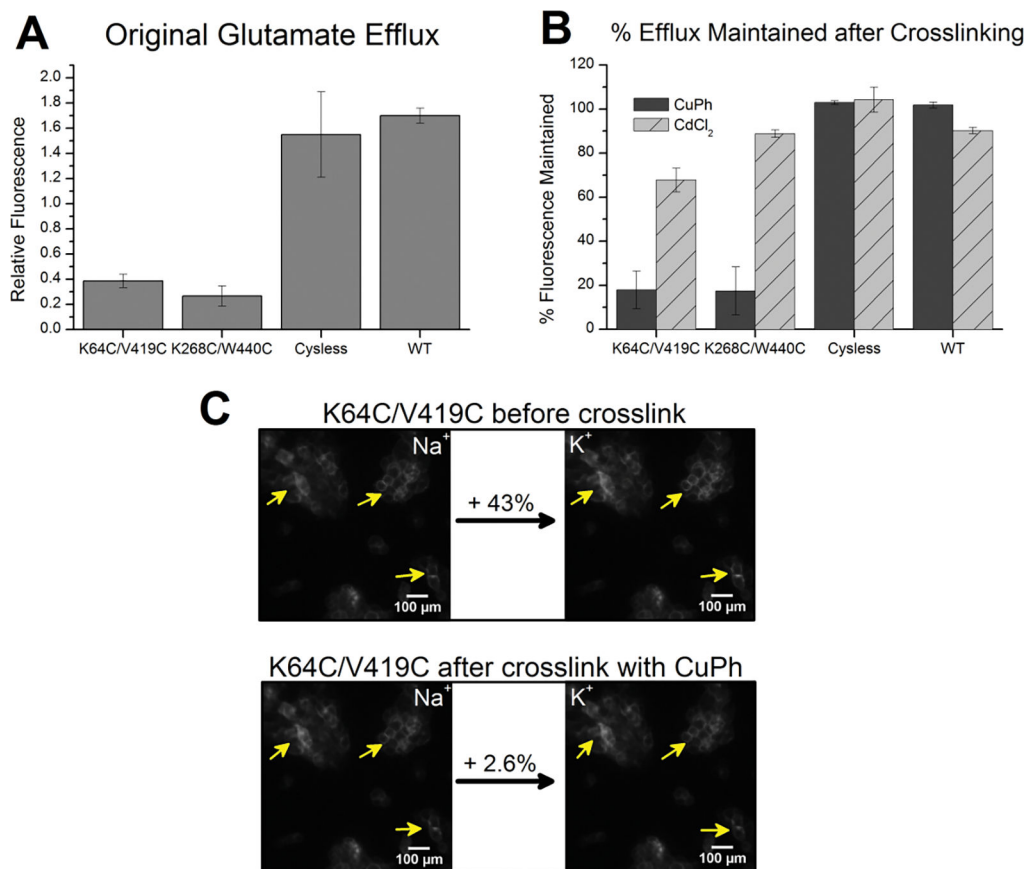 A
Original Glutamate Efflux
Relative Fluorescence
2.0
1.8
1.6
1.4
1.2
1.0
0.8
0.6
0.4
0.2
0.0
K64C/V419C K268C/W440C Cysless WT
B
% Efflux Maintained after Crosslinking
% Fluorescence Maintained
120
100
80
60
40
20
0
CuPh
CdCl₂
K64C/V419C K268C/W440C Cysless WT
C
K64C/V419C before crosslink
Na⁺
+ 43%
K⁺
100 µm
100 µm
K64C/V419C after crosslink with CuPh
Na⁺
+ 2.6%
K⁺
100 µm
100 µm